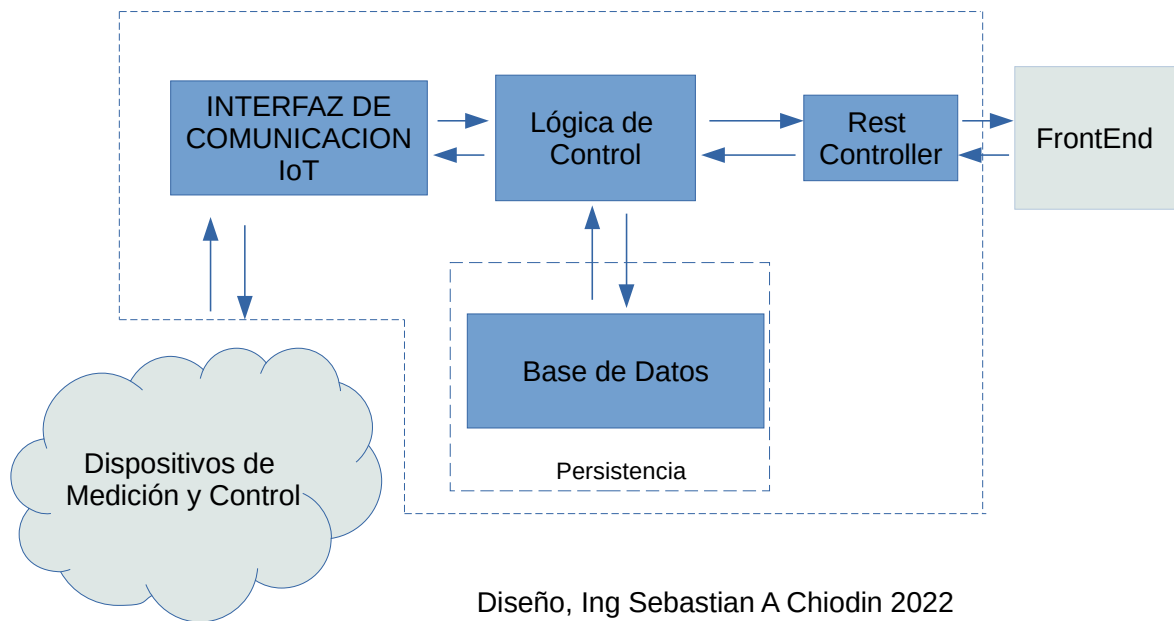 INTERFAZ DE
COMUNICACION
IoT
Lógica de
Control
Rest
Controller
FrontEnd
Base de Datos
Persistencia
Dispositivos de
Medición y Control
Diseño, Ing Sebastian A Chiodin 2022